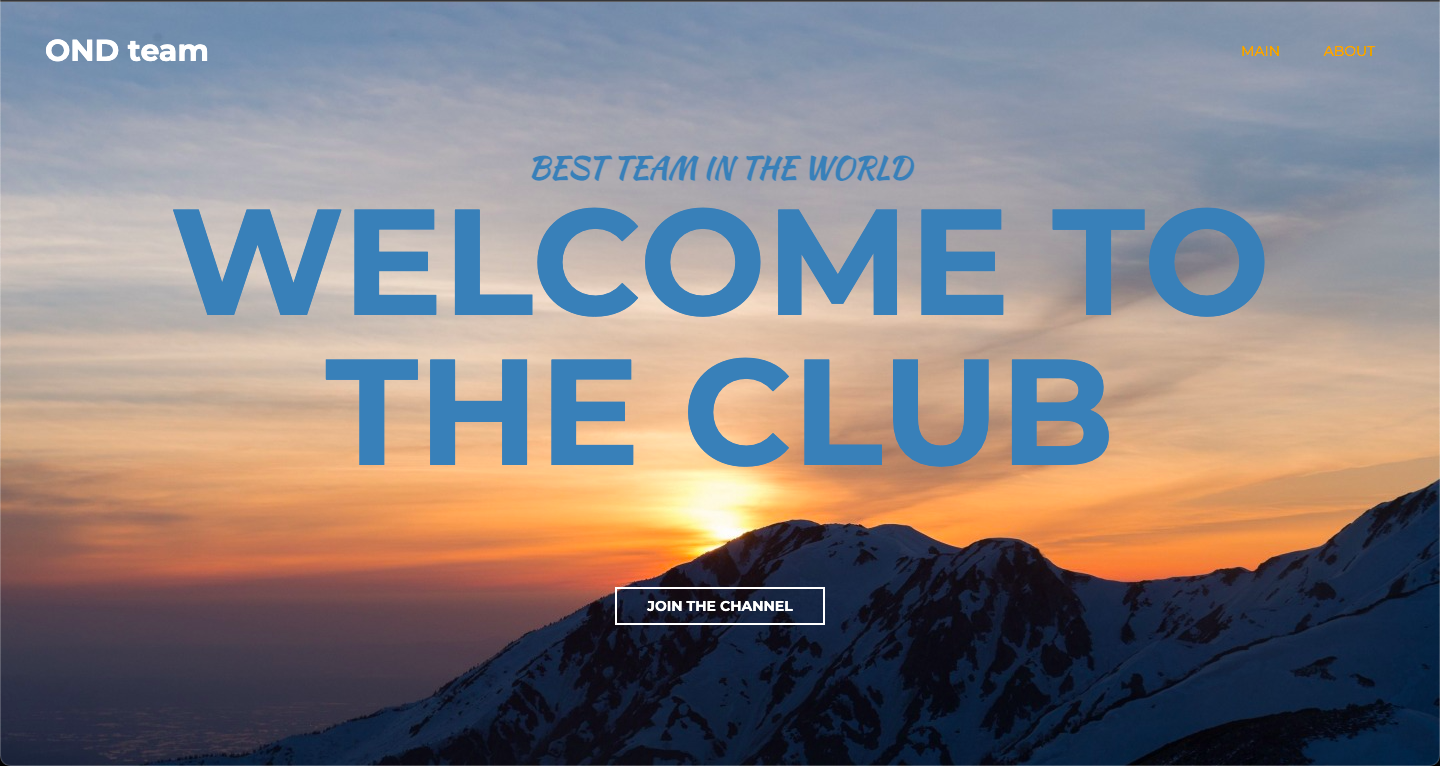 OND team
MAIN ABOUT
BEST TEAM IN THE WORLD
WELCOME TO
THE CLUB
JOIN THE CHANNEL